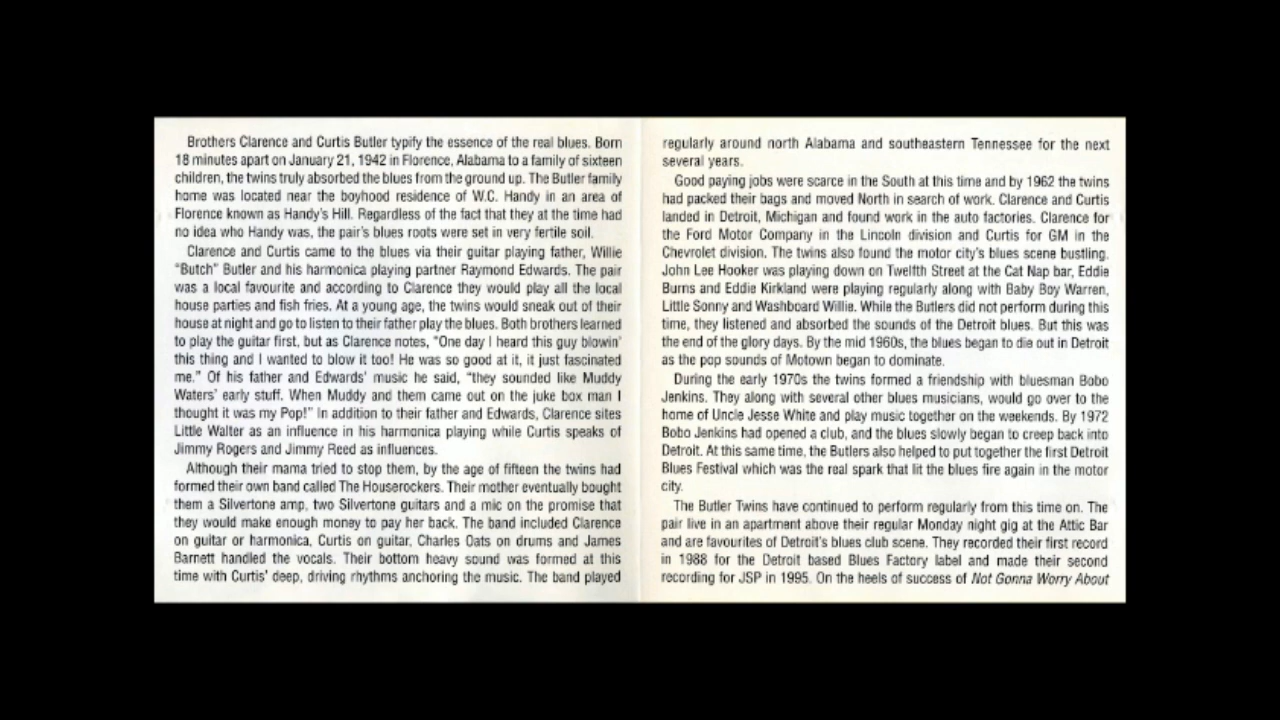 Brothers Clarence and Curtis Butler typify the essence of the real blues. Born
18 minutes apart on January 21, 1942 in Florence, Alabama to a family of sixteen
children, the twins truly absorbed the blues from the ground up. The Butler family
home was located near the boyhood residence of W.C. Handy in an area of
Florence known as Handy's Hill. Regardless of the fact that they at the time had
no idea who Handy was, the pair's blues roots were set in very fertile soil.
Clarence and Curtis came to the blues via their guitar playing father, Willie
"Butch" Butler and his harmonica playing partner Raymond Edwards. The pair
was a local favourite and according to Clarence they would play all the local
house parties and fish fries. At a young age, the twins would sneak out of their
house at night and go to listen to their father play the blues. Both brothers learned
to play the guitar first, but as Clarence notes, "One day I heard this guy blowin'
this thing and I wanted to blow it too! He was so good at it, it just fascinated
me." Of his father and Edwards' music he said, "they sounded like Muddy
Waters' early stuff. When Muddy and them came out on the juke box man I
thought it was my Pop!" In addition to their father and Edwards, Clarence sites
Little Walter as an influence in his harmonica playing while Curtis speaks of
Jimmy Rogers and Jimmy Reed as influences.
Although their mama tried to stop them, by the age of fifteen the twins had
formed their own band called The Houserockers. Their mother eventually bought
them a Silvertone amp, two Silvertone guitars and a mic on the promise that
they would make enough money to pay her back. The band included Clarence
on guitar or harmonica, Curtis on guitar, Charles Oats on drums and James
Barnett handled the vocals. Their bottom heavy sound was formed at this
time with Curtis' deep, driving rhythms anchoring the music. The band played
regularly around north Alabama and southeastern Tennessee for the next
several years.
Good paying jobs were scarce in the South at this time and by 1962 the twins
had packed their bags and moved North in search of work. Clarence and Curtis
landed in Detroit, Michigan and found work in the auto factories. Clarence for
the Ford Motor Company in the Lincoln division and Curtis for GM in the
Chevrolet division. The twins also found the motor city's blues scene bustling.
John Lee Hooker was playing down on Twelfth Street at the Cat Nap bar, Eddie
Burns and Eddie Kirkland were playing regularly along with Baby Boy Warren,
Little Sonny and Washboard Willie. While the Butlers did not perform during this
time, they listened and absorbed the sounds of the Detroit blues. But this was
the end of the glory days. By the mid 1960s, the blues began to die out in Detroit
as the pop sounds of Motown began to dominate.
During the early 1970s the twins formed a friendship with bluesman Bobo
Jenkins. They along with several other blues musicians, would go over to the
home of Uncle Jesse White and play music together on the weekends. By 1972
Bobo Jenkins had opened a club, and the blues slowly began to creep back into
Detroit. At this same time, the Butlers also helped to put together the first Detroit
Blues Festival which was the real spark that lit the blues fire again in the motor
city.
The Butler Twins have continued to perform regularly from this time on. The
pair live in an apartment above their regular Monday night gig at the Attic Bar
and are favourites of Detroit's blues club scene. They recorded their first record
in 1988 for the Detroit based Blues Factory label and made their second
recording for JSP in 1995. On the heels of success of Not Gonna Worry About